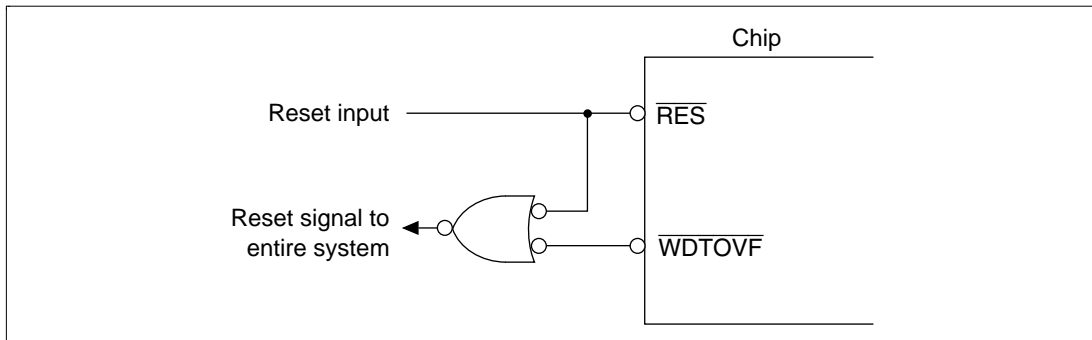 Chip
Reset input
RES
Reset signal to
entire system
WDTOVF